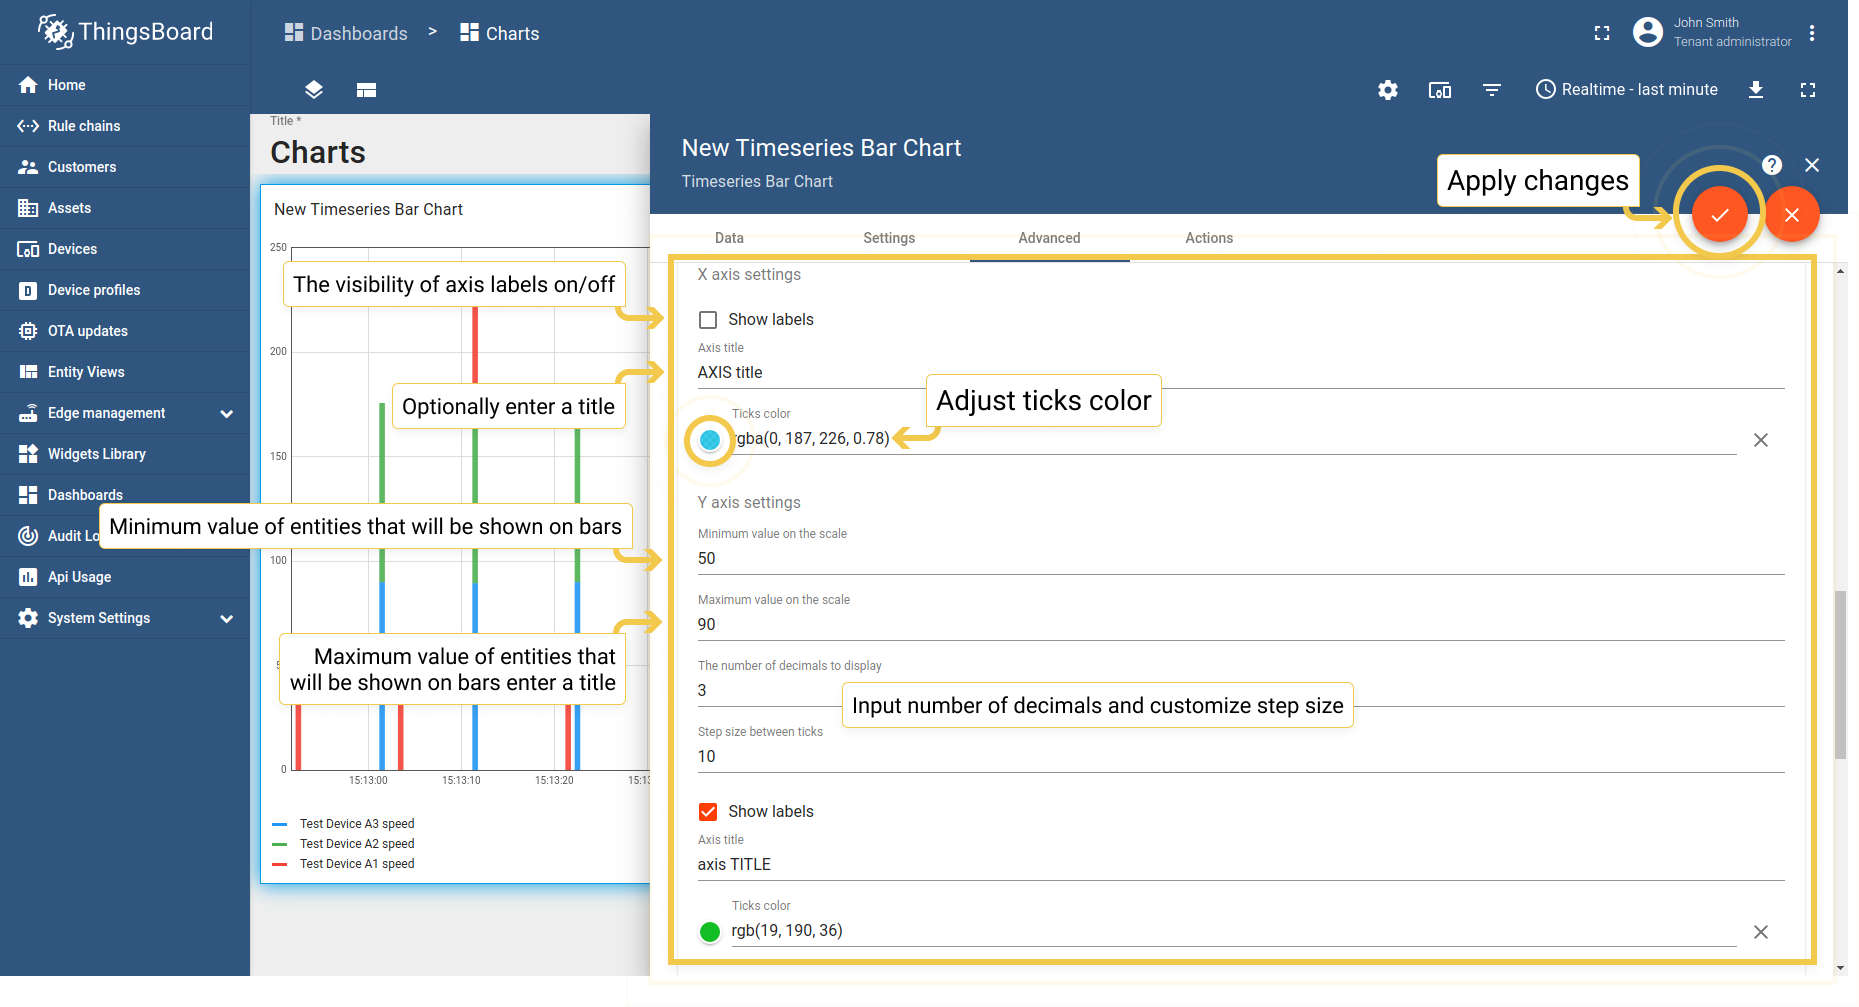 ThingsBoard
Dashboards > Charts
John Smith
Tenant administrator
Realtime - last minute
Home
Rule chains
Customers
Assets
Devices
Device profiles
OTA updates
Entity Views
Edge management
Widgets Library
Dashboards
Audit Lo
Api Usage
System Settings
Title *
Charts
New Timeseries Bar Chart
250
200
150
100
5
0
15:13:00
15:13:10
15:13:20
15:13
Test Device A3 speed
Test Device A2 speed
Test Device A1 speed
The visibility of axis labels on/off
Optionally enter a title
Minimum value of entities that will be shown on bars
Maximum value of entities that
will be shown on bars enter a title
New Timeseries Bar Chart
Timeseries Bar Chart
Apply changes
Data
Settings
Advanced
Actions
X axis settings
Show labels
Axis title
AXIS title
Adjust ticks color
Ticks color
rgba(0, 187, 226, 0.78)
Y axis settings
Minimum value on the scale
50
Maximum value on the scale
90
The number of decimals to display
3
Input number of decimals and customize step size
Step size between ticks
10
Show labels
Axis title
axis TITLE
Ticks color
rgb(19, 190, 36)